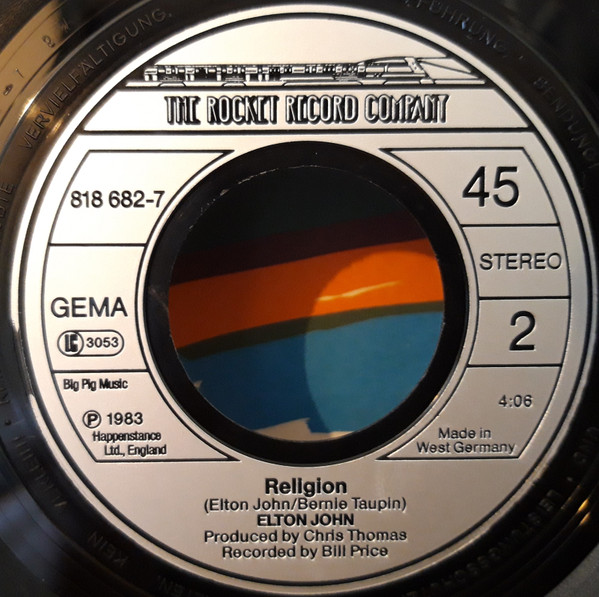 VERVIELFÄLTIGUNG,
THE ROCKET RECORD COMPANY
818 682-7
45
STEREO
GEMA
LC 3053
2
Big Pig Music
4:06
℗ 1983
Happenstance
Ltd., England
Made in
West Germany
Religion
(Elton John/Bernie Taupin)
ELTON JOHN
Produced by Chris Thomas
Recorded by Bill Price
KEIN